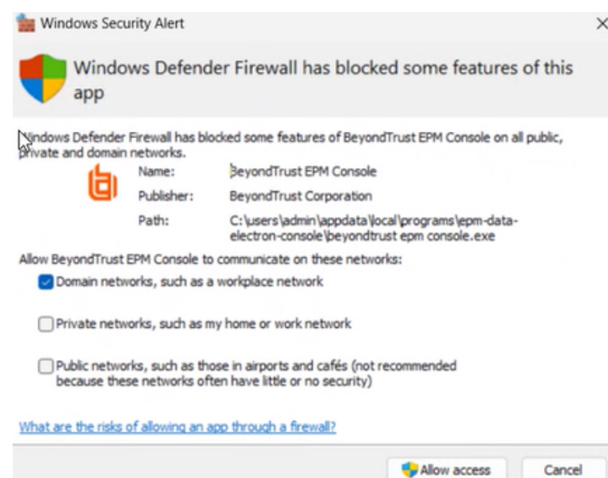 Windows Security Alert
Windows Defender Firewall has blocked some features of this
app
Windows Defender Firewall has blocked some features of BeyondTrust EPM Console on all public,
private and domain networks.
Name: BeyondTrust EPM Console
Publisher: BeyondTrust Corporation
Path: C:\users\admin\appdata\local\programs\epm-data-
electron-console\beyondtrust epm console.exe
Allow BeyondTrust EPM Console to communicate on these networks:
Domain networks, such as a workplace network
Private networks, such as my home or work network
Public networks, such as those in airports and cafés (not recommended
because these networks often have little or no security)
What are the risks of allowing an app through a firewall?
Allow access Cancel